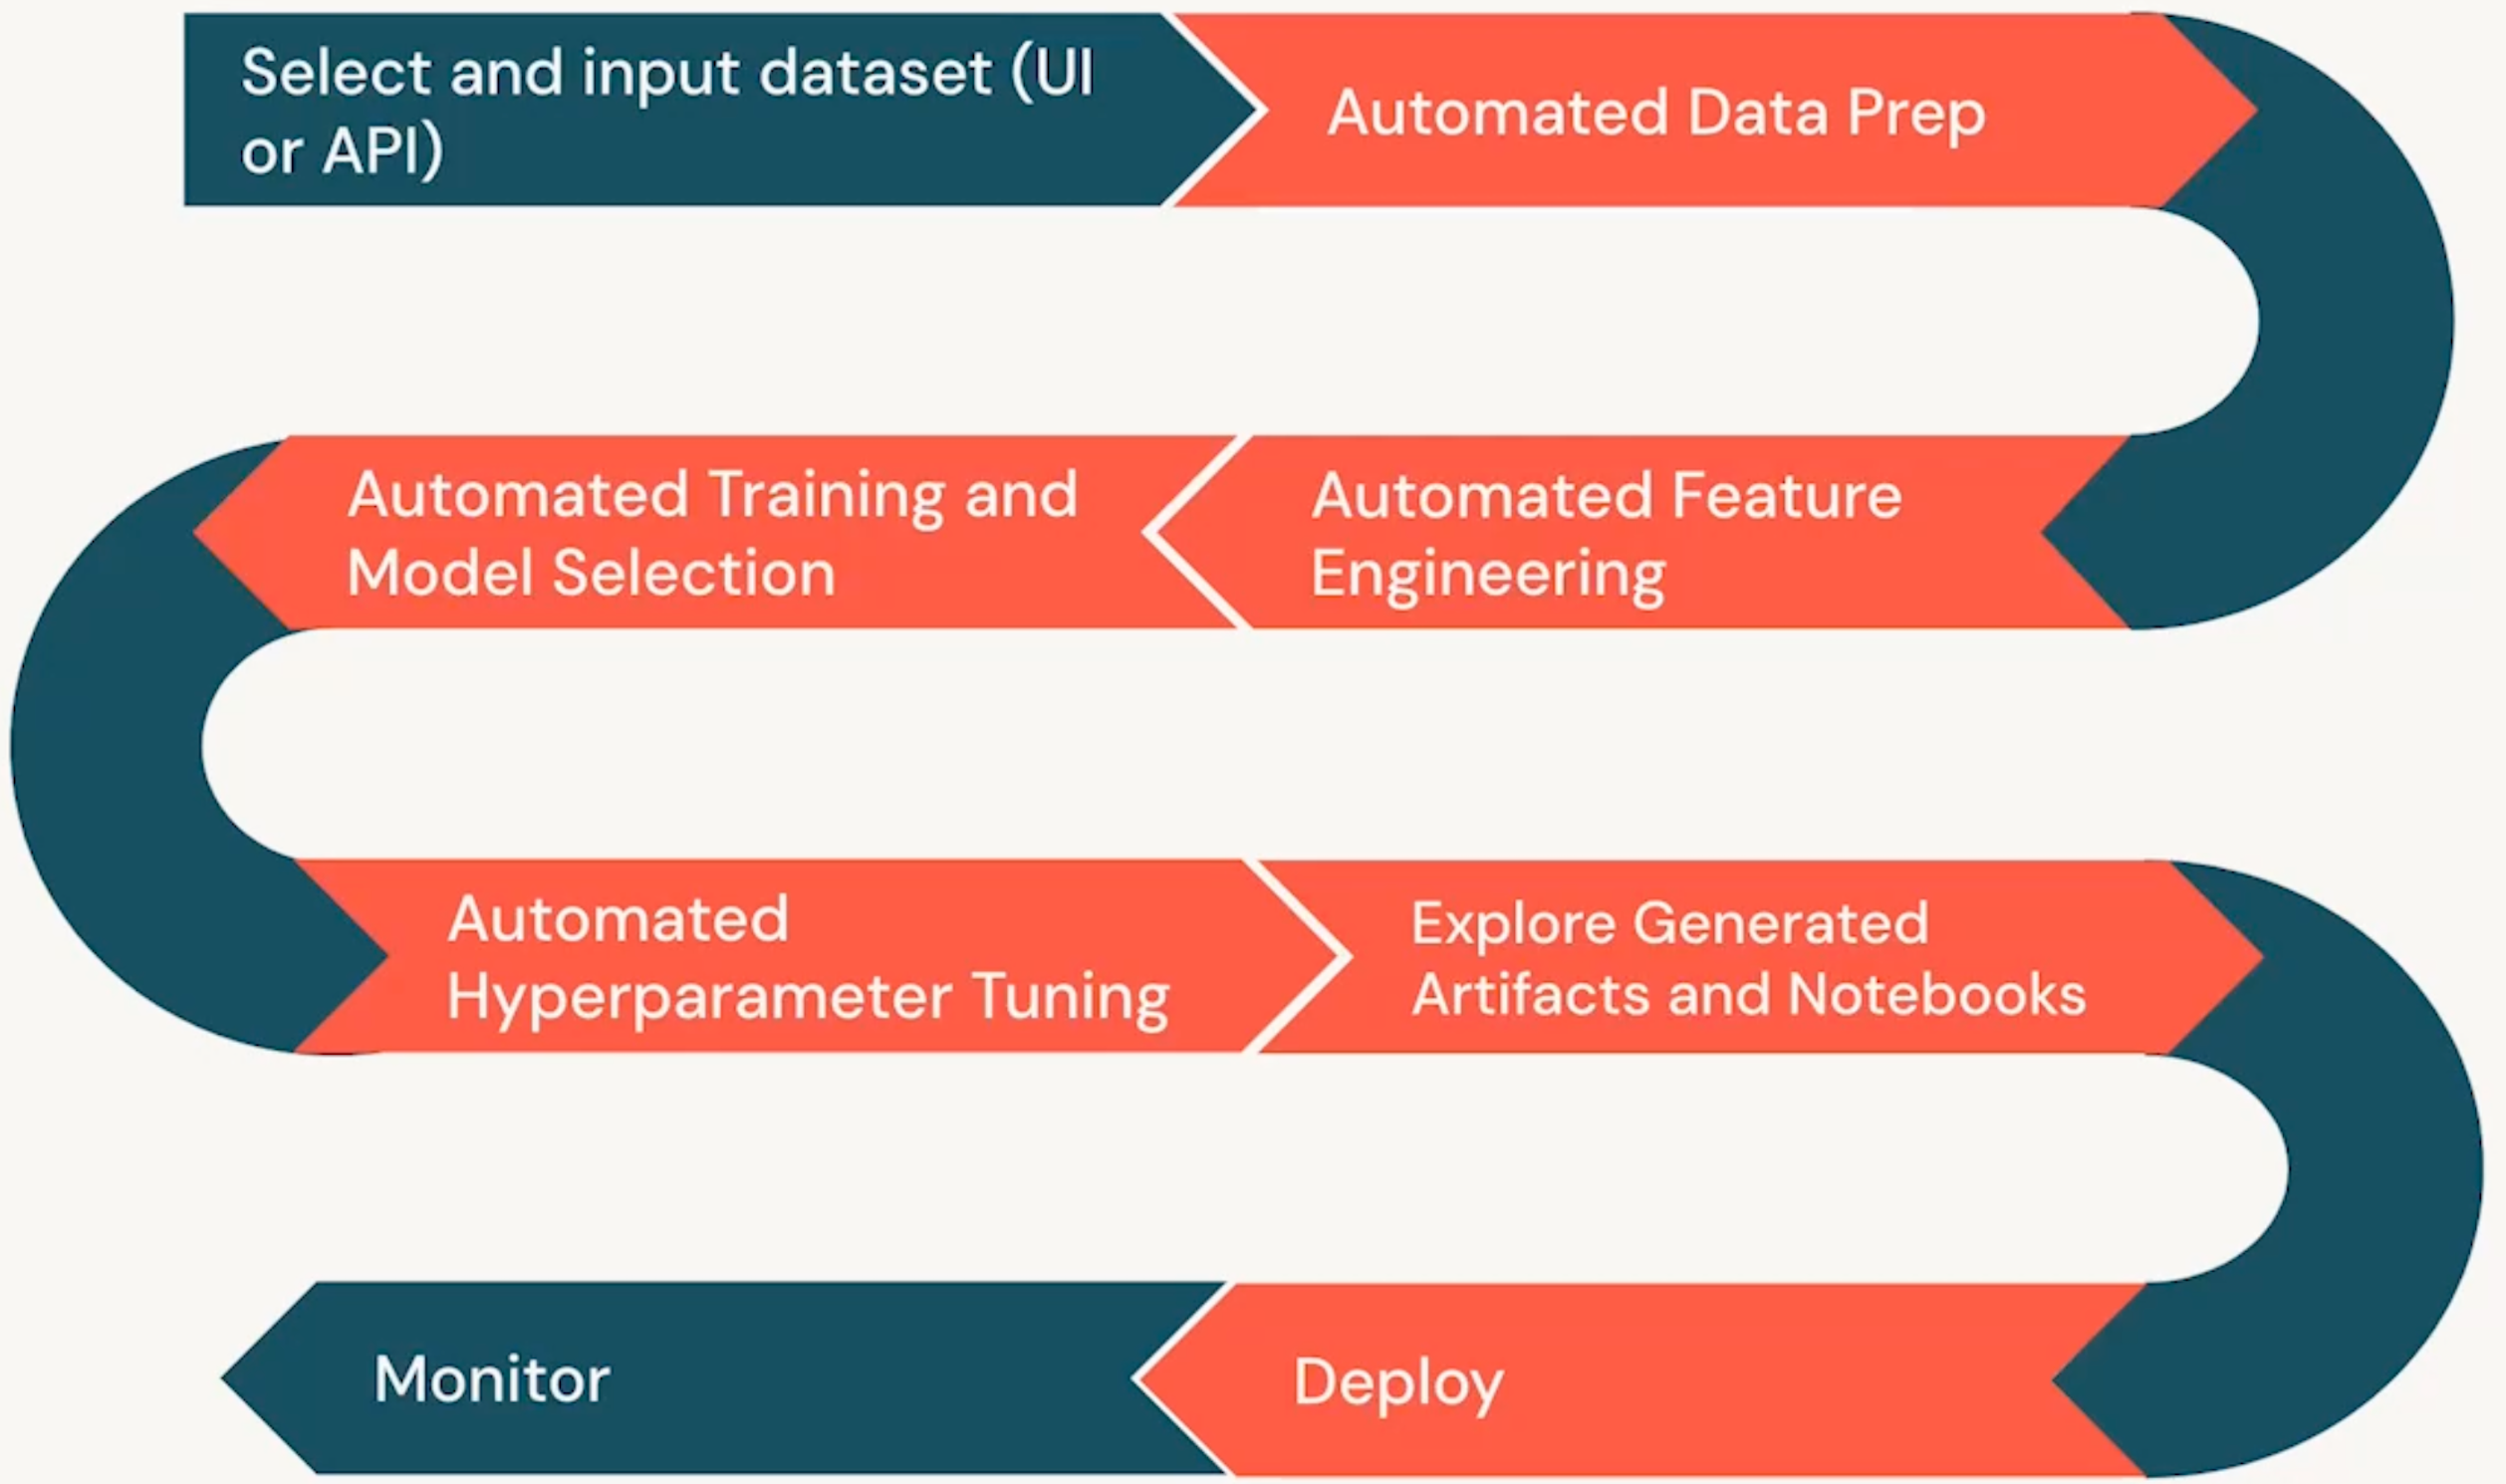 Select and input dataset (UI
or API)
Automated Data Prep
Automated Feature
Engineering
Automated Training and
Model Selection
Automated
Hyperparameter Tuning
Explore Generated
Artifacts and Notebooks
Deploy
Monitor